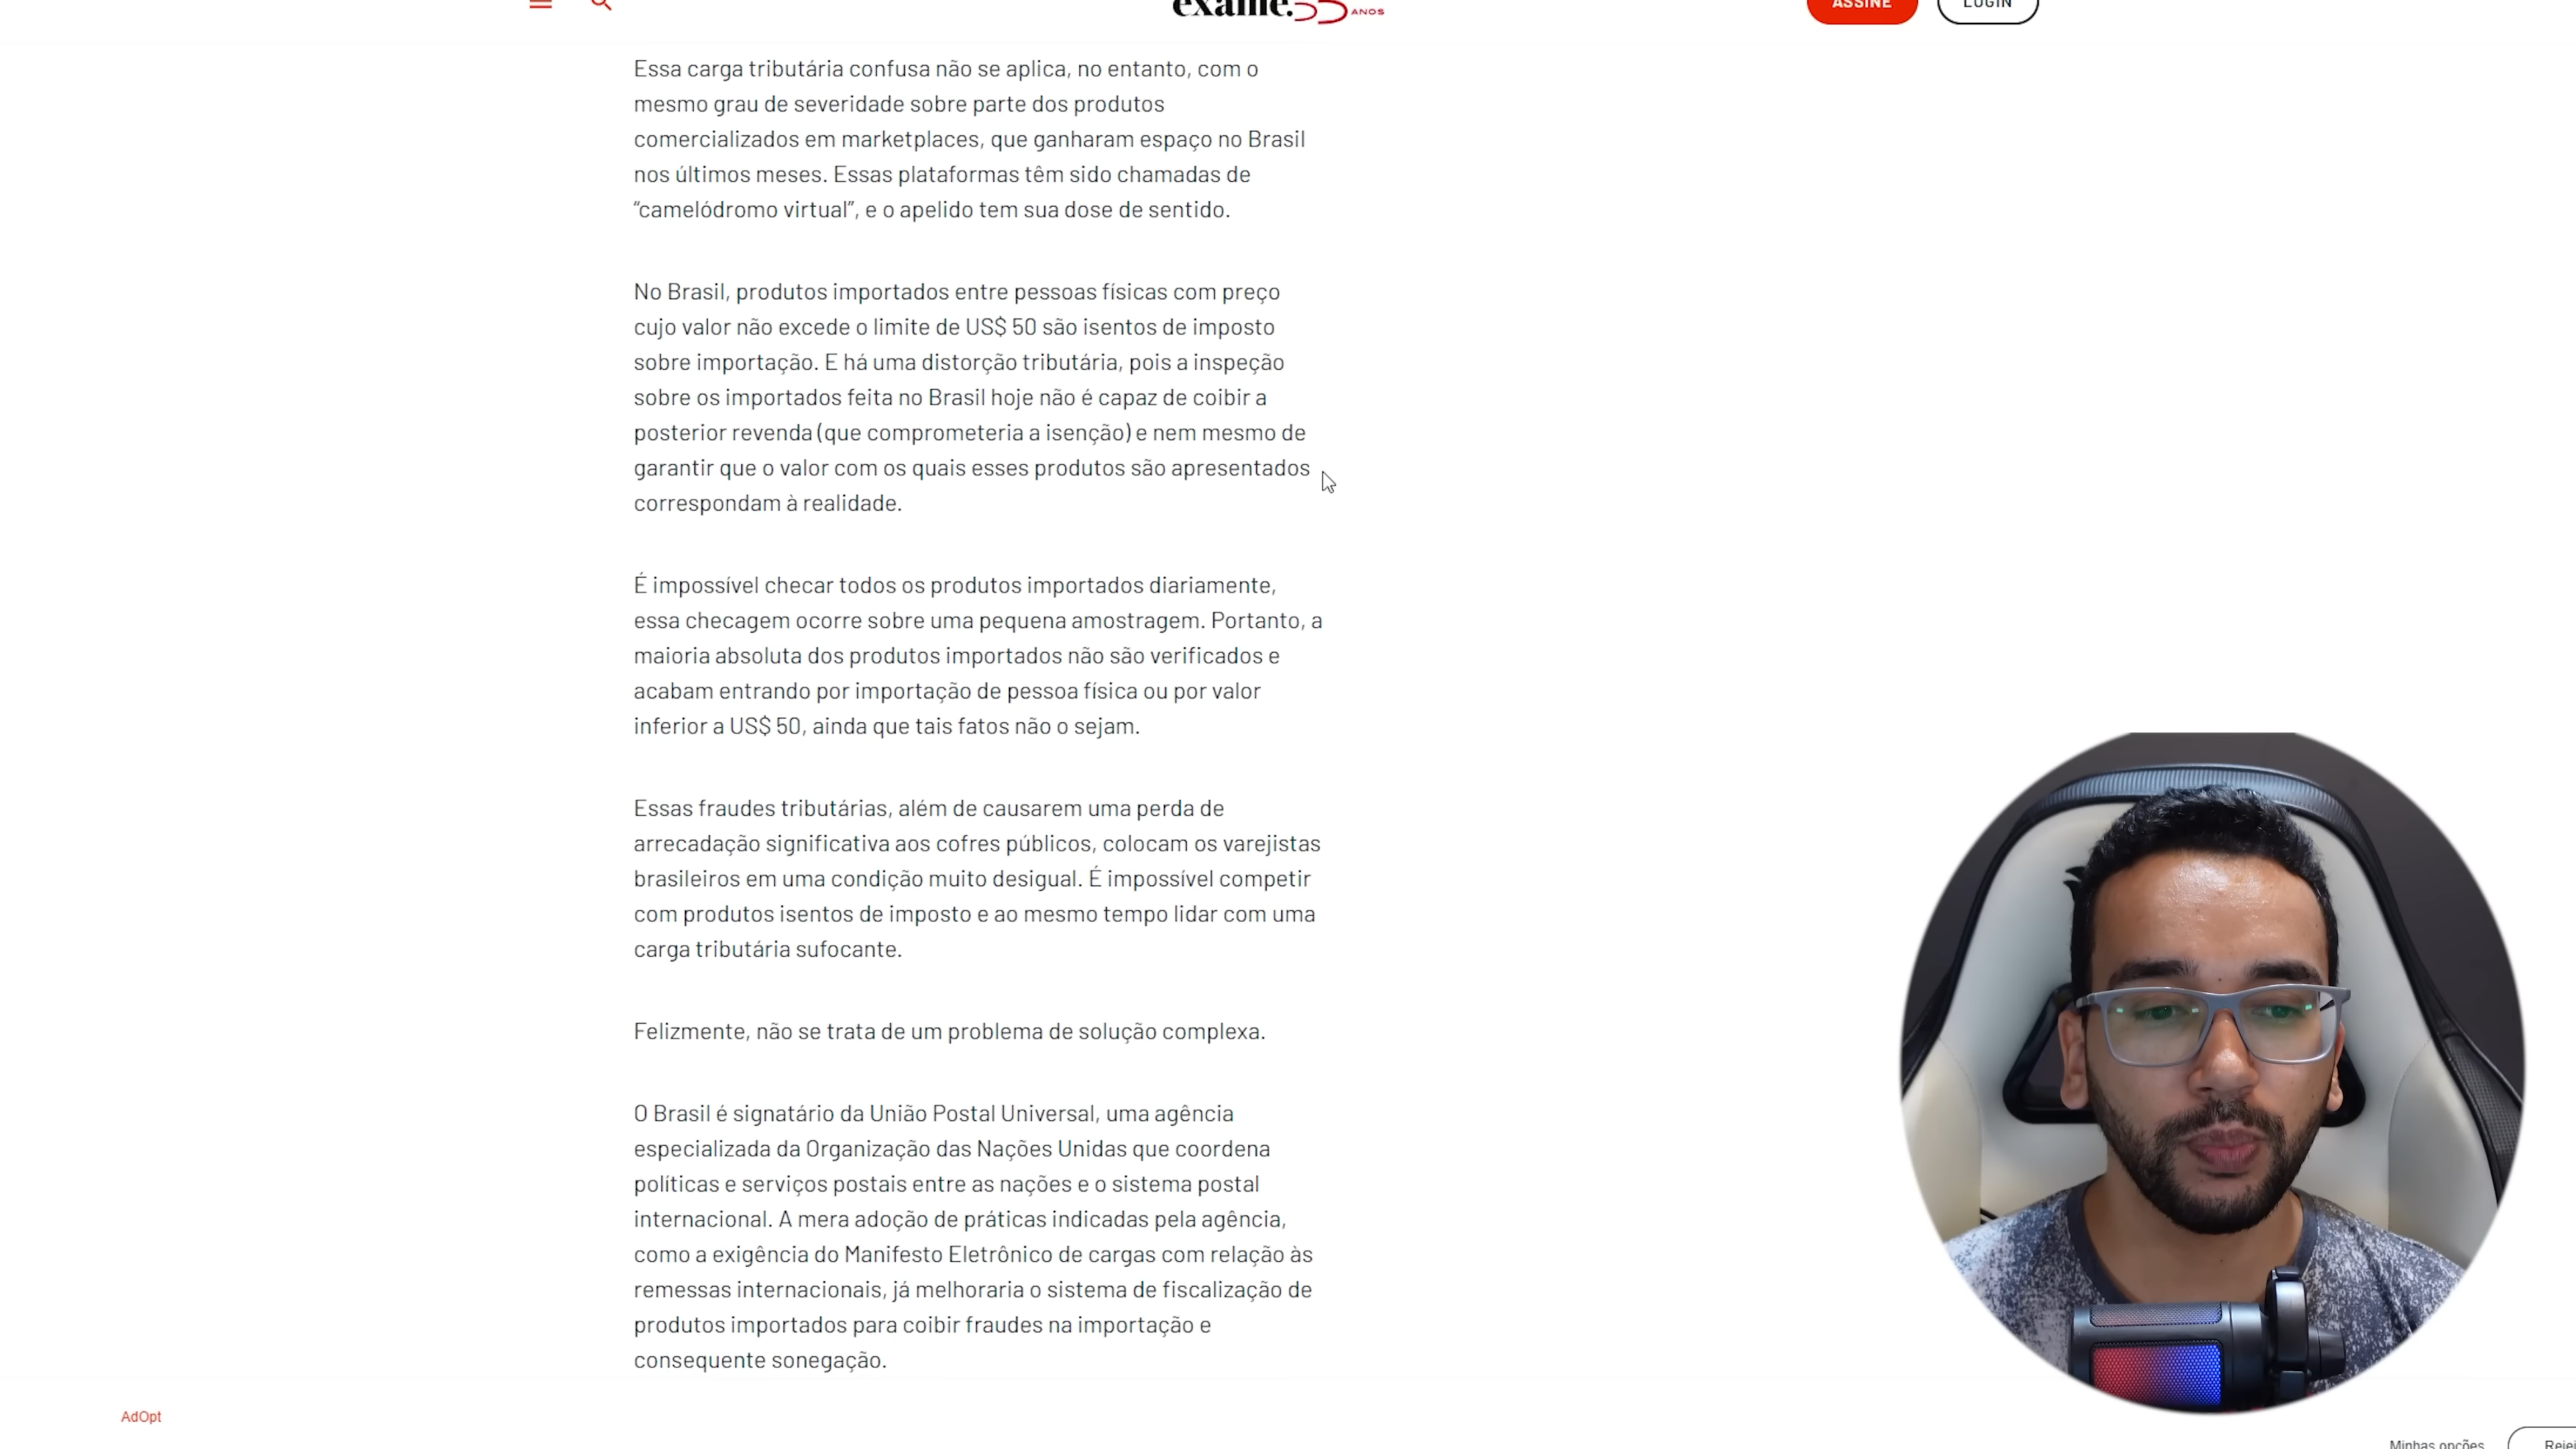 exame.
ANOS
ASSINE
LOGIN
Essa carga tributária confusa não se aplica, no entanto, com o
mesmo grau de severidade sobre parte dos produtos
comercializados em marketplaces, que ganharam espaço no Brasil
nos últimos meses. Essas plataformas têm sido chamadas de
“camelódromo virtual”, e o apelido tem sua dose de sentido.
No Brasil, produtos importados entre pessoas físicas com preço
cujo valor não excede o limite de US$ 50 são isentos de imposto
sobre importação. E há uma distorção tributária, pois a inspeção
sobre os importados feita no Brasil hoje não é capaz de coibir a
posterior revenda (que comprometeria a isenção) e nem mesmo de
garantir que o valor com os quais esses produtos são apresentados
correspondam à realidade.
É impossível checar todos os produtos importados diariamente,
essa checagem ocorre sobre uma pequena amostragem. Portanto, a
maioria absoluta dos produtos importados não são verificados e
acabam entrando por importação de pessoa física ou por valor
inferior a US$ 50, ainda que tais fatos não o sejam.
Essas fraudes tributárias, além de causarem uma perda de
arrecadação significativa aos cofres públicos, colocam os varejistas
brasileiros em uma condição muito desigual. É impossível competir
com produtos isentos de imposto e ao mesmo tempo lidar com uma
carga tributária sufocante.
Felizmente, não se trata de um problema de solução complexa.
O Brasil é signatário da União Postal Universal, uma agência
especializada da Organização das Nações Unidas que coordena
políticas e serviços postais entre as nações e o sistema postal
internacional. A mera adoção de práticas indicadas pela agência,
como a exigência do Manifesto Eletrônico de cargas com relação às
remessas internacionais, já melhoraria o sistema de fiscalização de
produtos importados para coibir fraudes na importação e
consequente sonegação.
AdOpt
Minhas opções